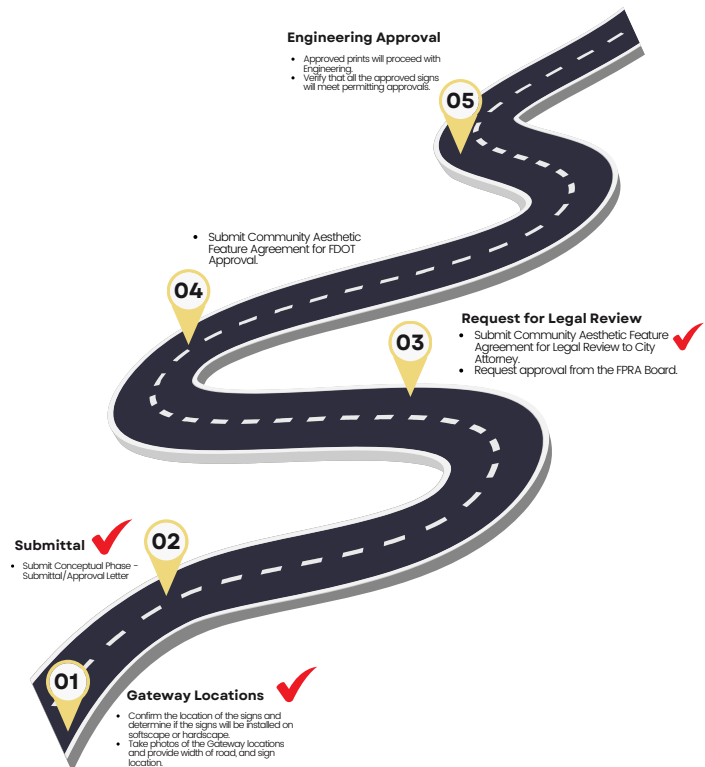 Engineering Approval
• Approved prints will proceed with
Engineering.
• Verify that all the approved signs
will meet permitting approvals.
05
• Submit Community Aesthetic
Feature Agreement for FDOT
Approval.
04
03
Request for Legal Review
• Submit Community Aesthetic Feature
Agreement for Legal Review to City
Attorney.
• Request approval from the FPRA Board.
Submittal
• Submit Conceptual Phase -
Submittal/Approval Letter
02
01
Gateway Locations
• Confirm the location of the signs and
determine if the signs will be installed on
softscape or hardscape.
• Take photos of the Gateway locations
and provide width of road, and sign
location.